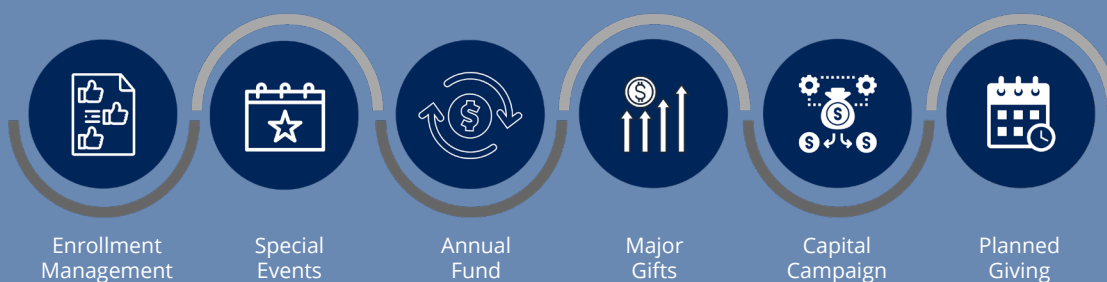 Enrollment
Management
Special
Events
Annual
Fund
Major
Gifts
Capital
Campaign
Planned
Giving